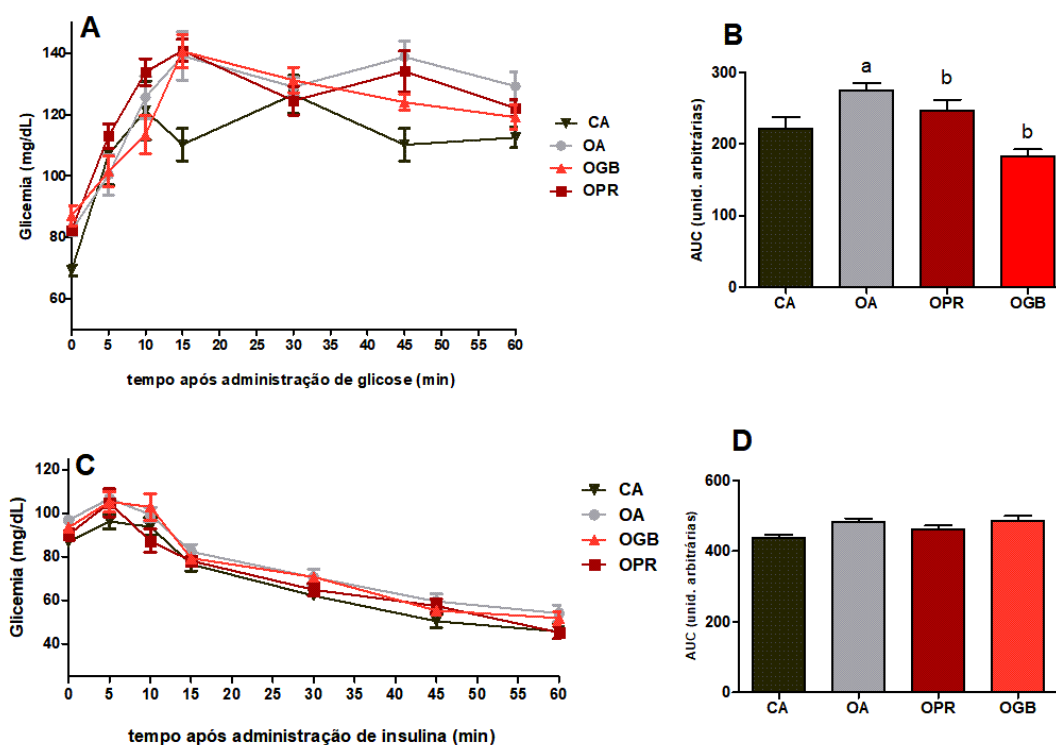 A
Glicemia (mg/dL)
140
120
100
80
60
0 5 10 15 20 25 30 35 40 45 50 55 60
tempo após administração de glicose (min)
CA
OA
OGB
OPR
B
AUC (unid. arbitrárias)
300
200
100
0
a
b
b
CA OA OPR OGB
C
Glicemia (mg/dL)
120
100
80
60
40
0 5 10 15 20 25 30 35 40 45 50 55 60
tempo após administração de insulina (min)
CA
OA
OGB
OPR
D
AUC (unid. arbitrárias)
600
400
200
0
CA OA OPR OGB